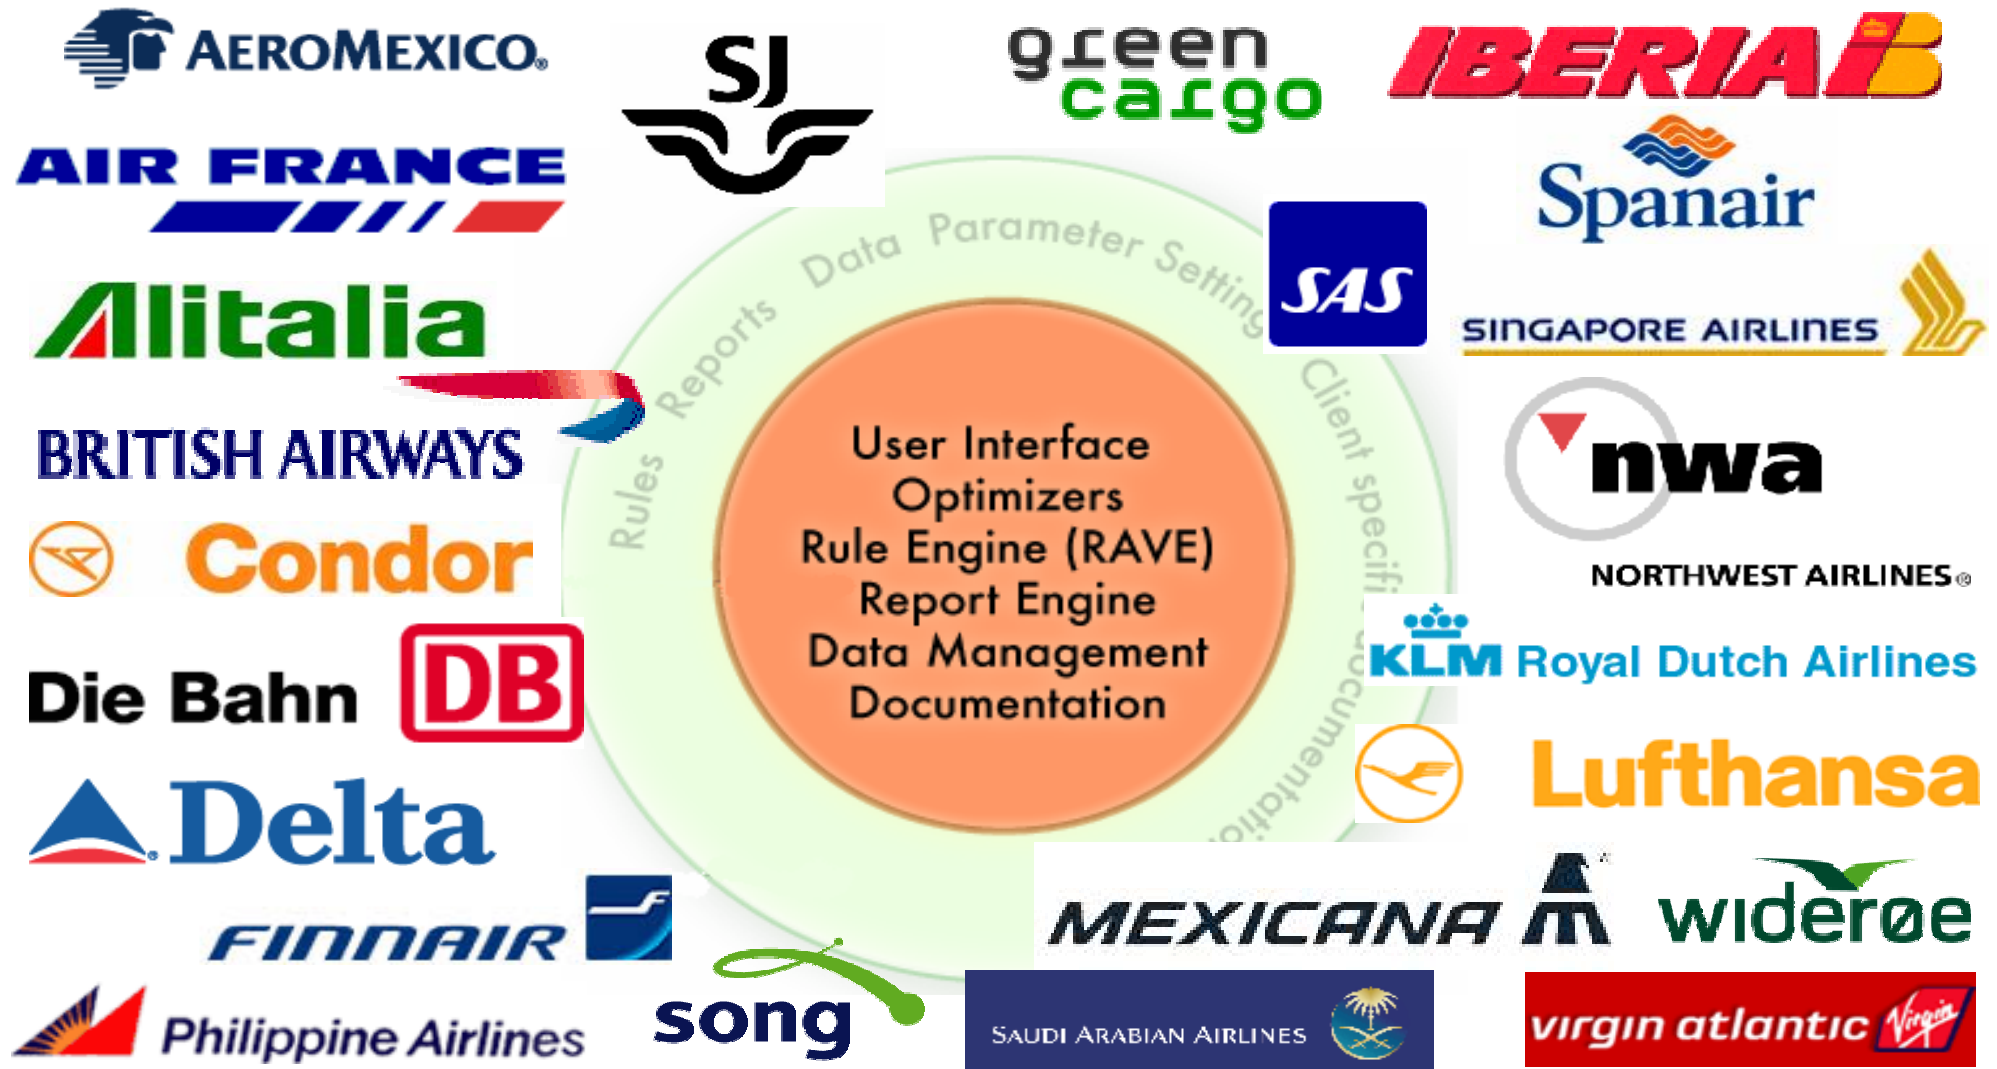 AEROMEXICO®
SJ
green
cargo
IBERIA
AIR FRANCE
Spanair
SAS
SINGAPORE AIRLINES
Alitalia
BRITISH AIRWAYS
nwa
NORTHWEST AIRLINES®
Condor
KLM Royal Dutch Airlines
Die Bahn DB
Lufthansa
Delta
FINNAIR
MEXICANA
widerøe
Philippine Airlines
song
SAUDI ARABIAN AIRLINES
virgin atlantic Virgin
Rules Reports Data Parameter Setting Client
User Interface
Optimizers
Rule Engine (RAVE)
Report Engine
Data Management
Documentation